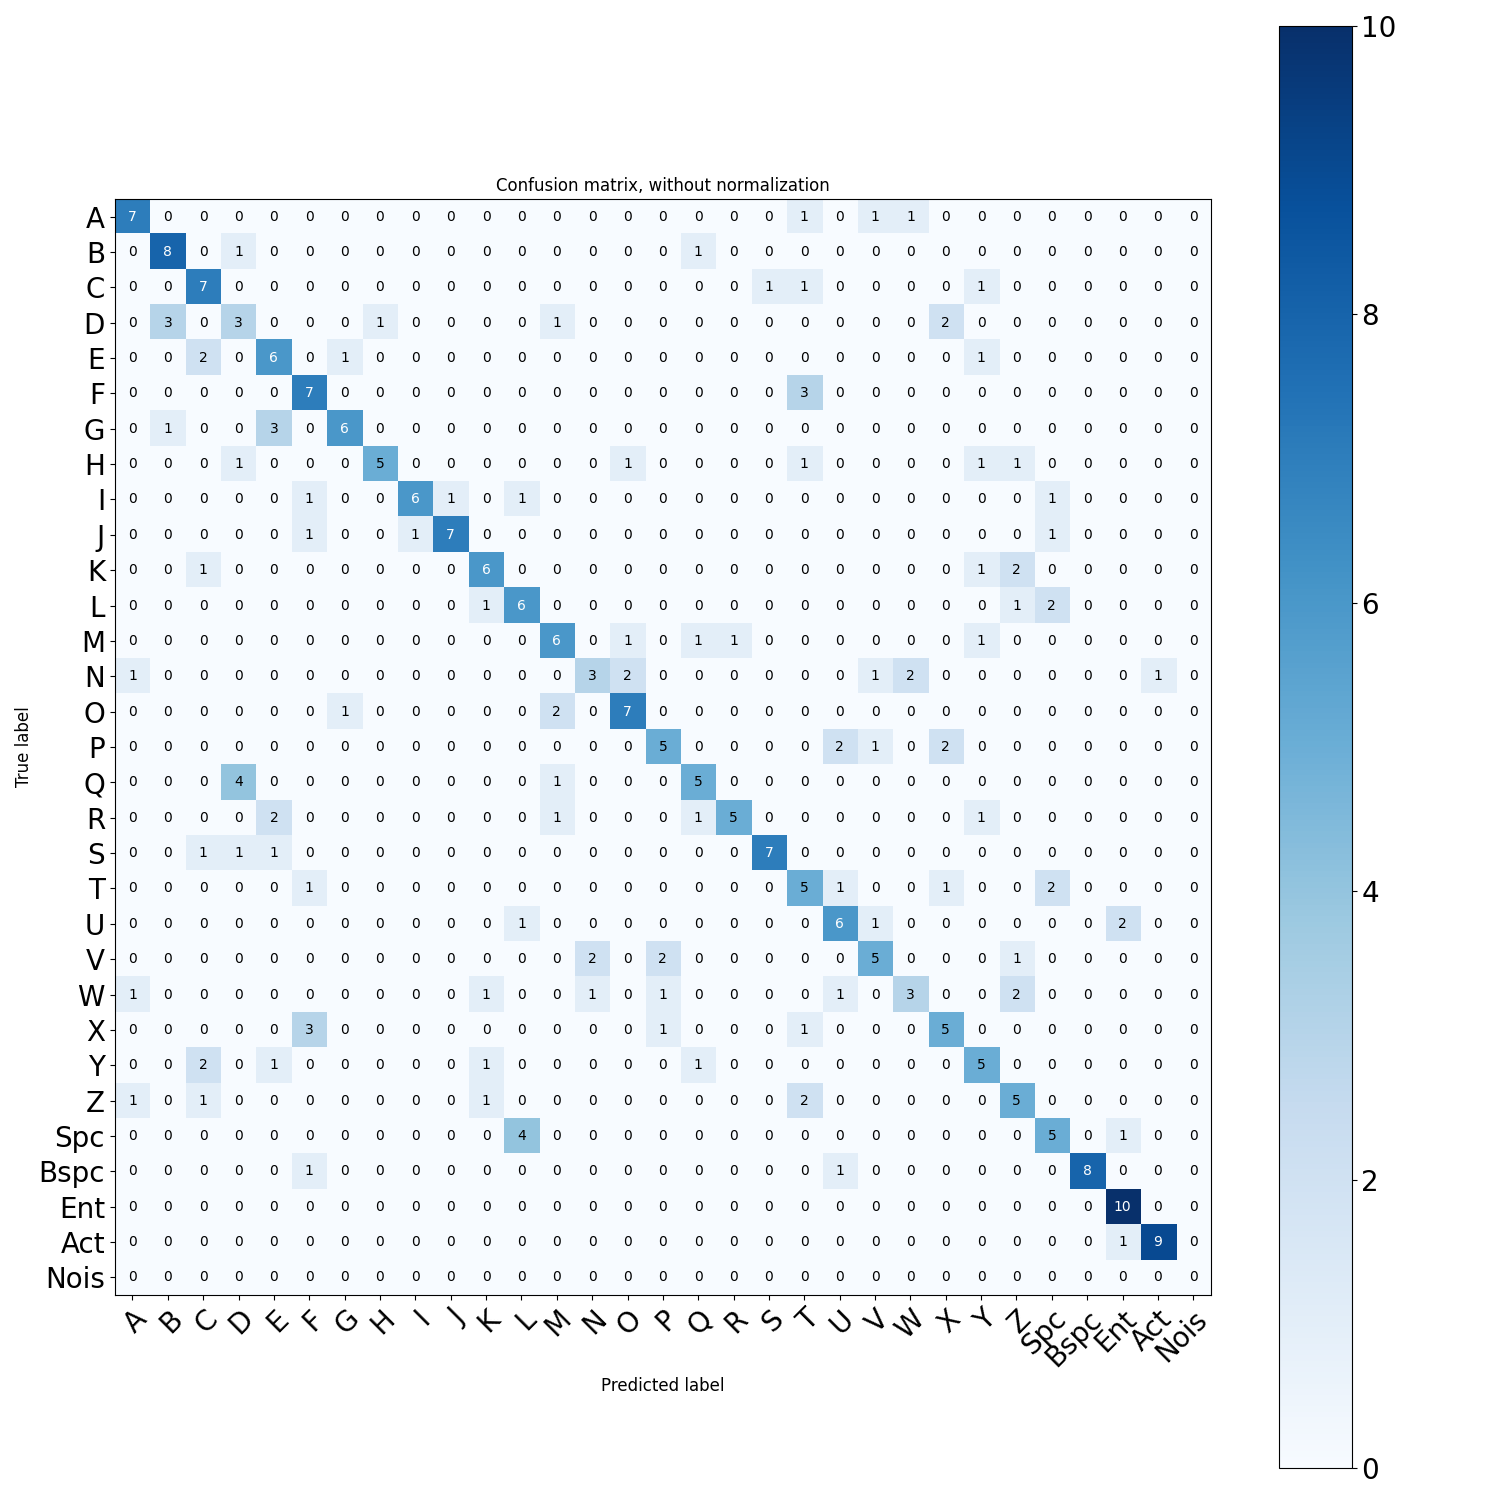 Confusion matrix, without normalization
A 7 0 0 0 0 0 0 0 0 0 0 0 0 0 0 0 0 0 0 1 0 1 1 0 0 0 0 0 0 0 0
B 0 8 0 1 0 0 0 0 0 0 0 0 0 0 0 0 1 0 0 0 0 0 0 0 0 0 0 0 0 0 0
C 0 0 7 0 0 0 0 0 0 0 0 0 0 0 0 0 0 0 1 1 0 0 0 0 1 0 0 0 0 0 0
D 0 3 0 3 0 0 0 1 0 0 0 0 1 0 0 0 0 0 0 0 0 0 0 2 0 0 0 0 0 0 0
E 0 0 2 0 6 0 1 0 0 0 0 0 0 0 0 0 0 0 0 0 0 0 0 0 1 0 0 0 0 0 0
F 0 0 0 0 0 7 0 0 0 0 0 0 0 0 0 0 0 0 0 3 0 0 0 0 0 0 0 0 0 0 0
G 0 1 0 0 3 0 6 0 0 0 0 0 0 0 0 0 0 0 0 0 0 0 0 0 0 0 0 0 0 0 0
H 0 0 0 1 0 0 0 5 0 0 0 0 0 0 1 0 0 0 0 1 0 0 0 0 1 1 0 0 0 0 0
I 0 0 0 0 0 1 0 0 6 1 0 1 0 0 0 0 0 0 0 0 0 0 0 0 0 0 1 0 0 0 0
J 0 0 0 0 0 1 0 0 1 7 0 0 0 0 0 0 0 0 0 0 0 0 0 0 0 0 1 0 0 0 0
K 0 0 1 0 0 0 0 0 0 0 6 0 0 0 0 0 0 0 0 0 0 0 0 0 1 2 0 0 0 0 0
L 0 0 0 0 0 0 0 0 0 0 1 6 0 0 0 0 0 0 0 0 0 0 0 0 0 1 2 0 0 0 0
M 0 0 0 0 0 0 0 0 0 0 0 0 6 0 1 0 1 1 0 0 0 0 0 0 1 0 0 0 0 0 0
N 1 0 0 0 0 0 0 0 0 0 0 0 0 3 2 0 0 0 0 0 0 1 2 0 0 0 0 0 0 1 0
O 0 0 0 0 0 0 1 0 0 0 0 0 2 0 7 0 0 0 0 0 0 0 0 0 0 0 0 0 0 0 0
P 0 0 0 0 0 0 0 0 0 0 0 0 0 0 0 5 0 0 0 0 2 1 0 2 0 0 0 0 0 0 0
Q 0 0 0 4 0 0 0 0 0 0 0 0 1 0 0 0 5 0 0 0 0 0 0 0 0 0 0 0 0 0 0
R 0 0 0 0 2 0 0 0 0 0 0 0 1 0 0 0 1 5 0 0 0 0 0 0 1 0 0 0 0 0 0
S 0 0 1 1 1 0 0 0 0 0 0 0 0 0 0 0 0 0 7 0 0 0 0 0 0 0 0 0 0 0 0
T 0 0 0 0 0 1 0 0 0 0 0 0 0 0 0 0 0 0 0 5 1 0 0 1 0 0 2 0 0 0 0
U 0 0 0 0 0 0 0 0 0 0 0 1 0 0 0 0 0 0 0 0 6 1 0 0 0 0 0 0 2 0 0
V 0 0 0 0 0 0 0 0 0 0 0 0 0 2 0 2 0 0 0 0 0 5 0 0 0 1 0 0 0 0 0
W 1 0 0 0 0 0 0 0 0 0 1 0 0 1 0 1 0 0 0 0 1 0 3 0 0 2 0 0 0 0 0
X 0 0 0 0 0 3 0 0 0 0 0 0 0 0 0 1 0 0 0 1 0 0 0 5 0 0 0 0 0 0 0
Y 0 0 2 0 1 0 0 0 0 0 1 0 0 0 0 0 1 0 0 0 0 0 0 0 5 0 0 0 0 0 0
Z 1 0 1 0 0 0 0 0 0 0 1 0 0 0 0 0 0 0 0 2 0 0 0 0 0 5 0 0 0 0 0
Spc 0 0 0 0 0 0 0 0 0 0 0 4 0 0 0 0 0 0 0 0 0 0 0 0 0 0 5 0 1 0 0
Bspc 0 0 0 0 0 1 0 0 0 0 0 0 0 0 0 0 0 0 0 0 1 0 0 0 0 0 0 8 0 0 0
Ent 0 0 0 0 0 0 0 0 0 0 0 0 0 0 0 0 0 0 0 0 0 0 0 0 0 0 0 0 10 0 0
Act 0 0 0 0 0 0 0 0 0 0 0 0 0 0 0 0 0 0 0 0 0 0 0 0 0 0 0 0 1 9 0
Nois 0 0 0 0 0 0 0 0 0 0 0 0 0 0 0 0 0 0 0 0 0 0 0 0 0 0 0 0 0 0 0
A B C D E F G H I J K L M N O P Q R S T U V W X Y Z Spc Bspc Ent Act Nois
Predicted label
True label
10
8
6
4
2
0